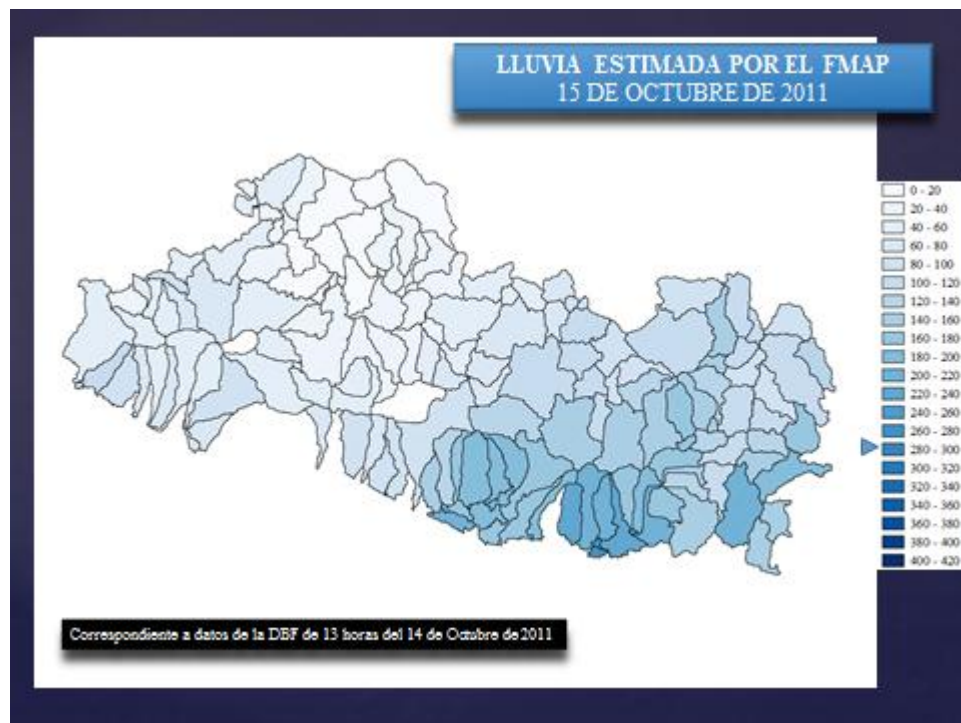 LLUVIA ESTIMADA POR EL FMAP
15 DE OCTUBRE DE 2011
0 - 20
20 - 40
40 - 60
60 - 80
80 - 100
100 - 120
120 - 140
140 - 160
160 - 180
180 - 200
200 - 220
220 - 240
240 - 260
260 - 280
280 - 300
300 - 320
320 - 340
340 - 360
360 - 380
380 - 400
400 - 420
Correspondiente a datos de la DBF de 13 horas del 14 de Octubre de 2011